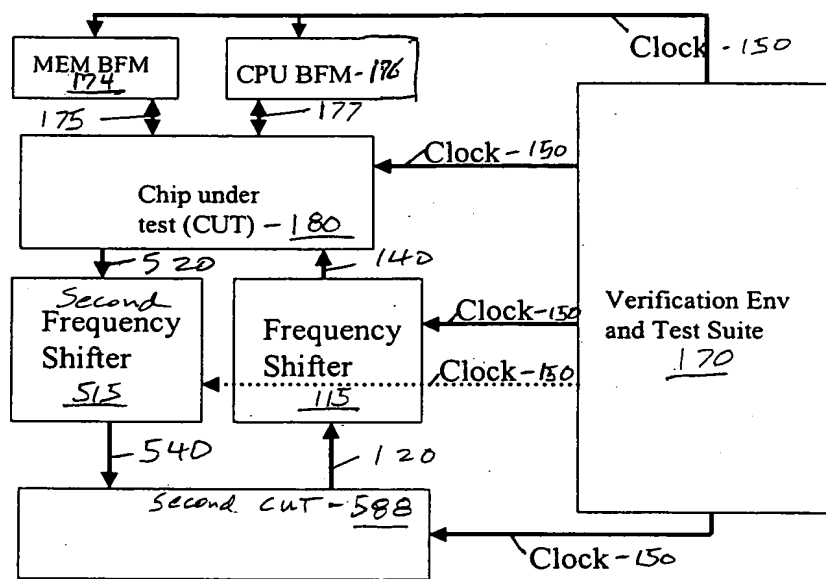 Clock - 150
MEM BFM
174
CPU BFM - 176
175
177
Clock - 150
Chip under
test (CUT) - 180
520
140
Second
Frequency
Shifter
515
Frequency
Shifter
115
Clock - 150
Clock - 150
Verification Env
and Test Suite
170
540
120
Second CUT - 588
Clock - 150